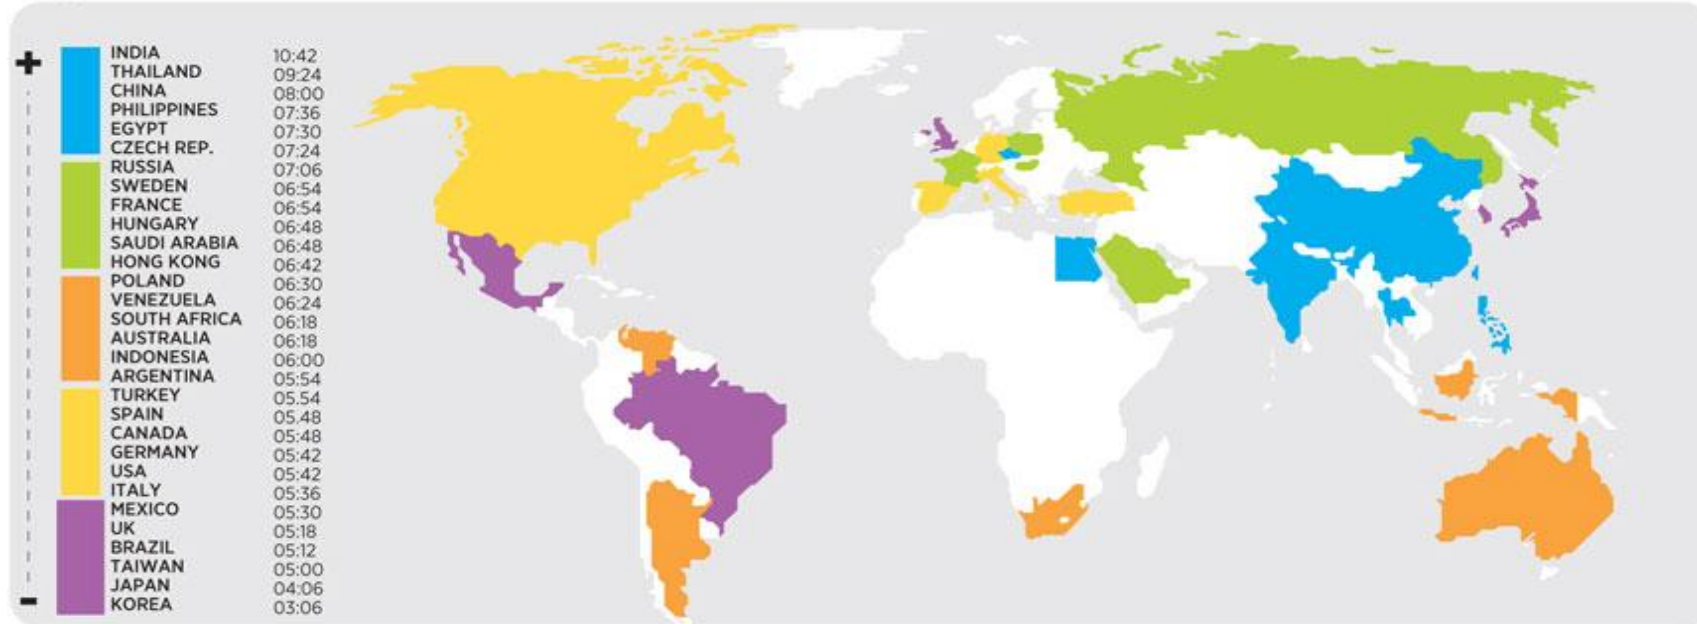 INDIA 10:42
THAILAND 09:24
CHINA 08:00
PHILIPPINES 07:36
EGYPT 07:30
CZECH REP. 07:24
RUSSIA 07:06
SWEDEN 06:54
FRANCE 06:54
HUNGARY 06:48
SAUDI ARABIA 06:48
HONG KONG 06:42
POLAND 06:30
VENEZUELA 06:24
SOUTH AFRICA 06:18
AUSTRALIA 06:18
INDONESIA 06:00
ARGENTINA 05:54
TURKEY 05.54
SPAIN 05.48
CANADA 05:48
GERMANY 05:42
USA 05:42
ITALY 05:36
MEXICO 05:30
UK 05:18
BRAZIL 05:12
TAIWAN 05:00
JAPAN 04:06
KOREA 03:06